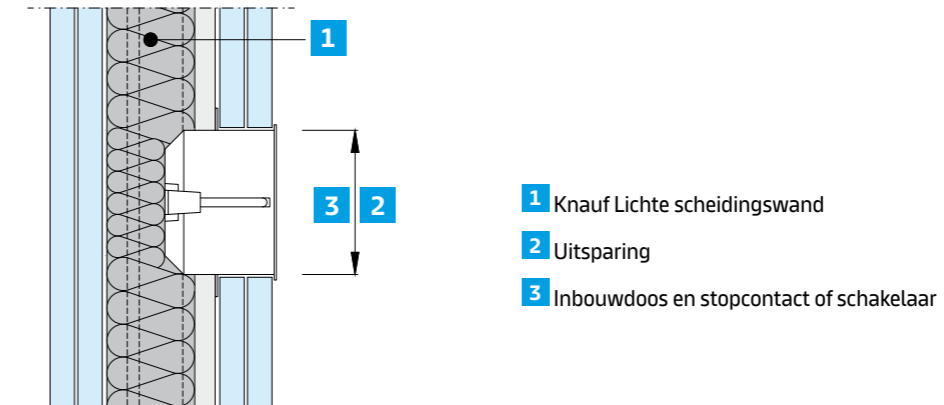 1
3 2
1 Knauf Lichte scheidingswand
2 Uitsparing
3 Inbouwdoos en stopcontact of schakelaar